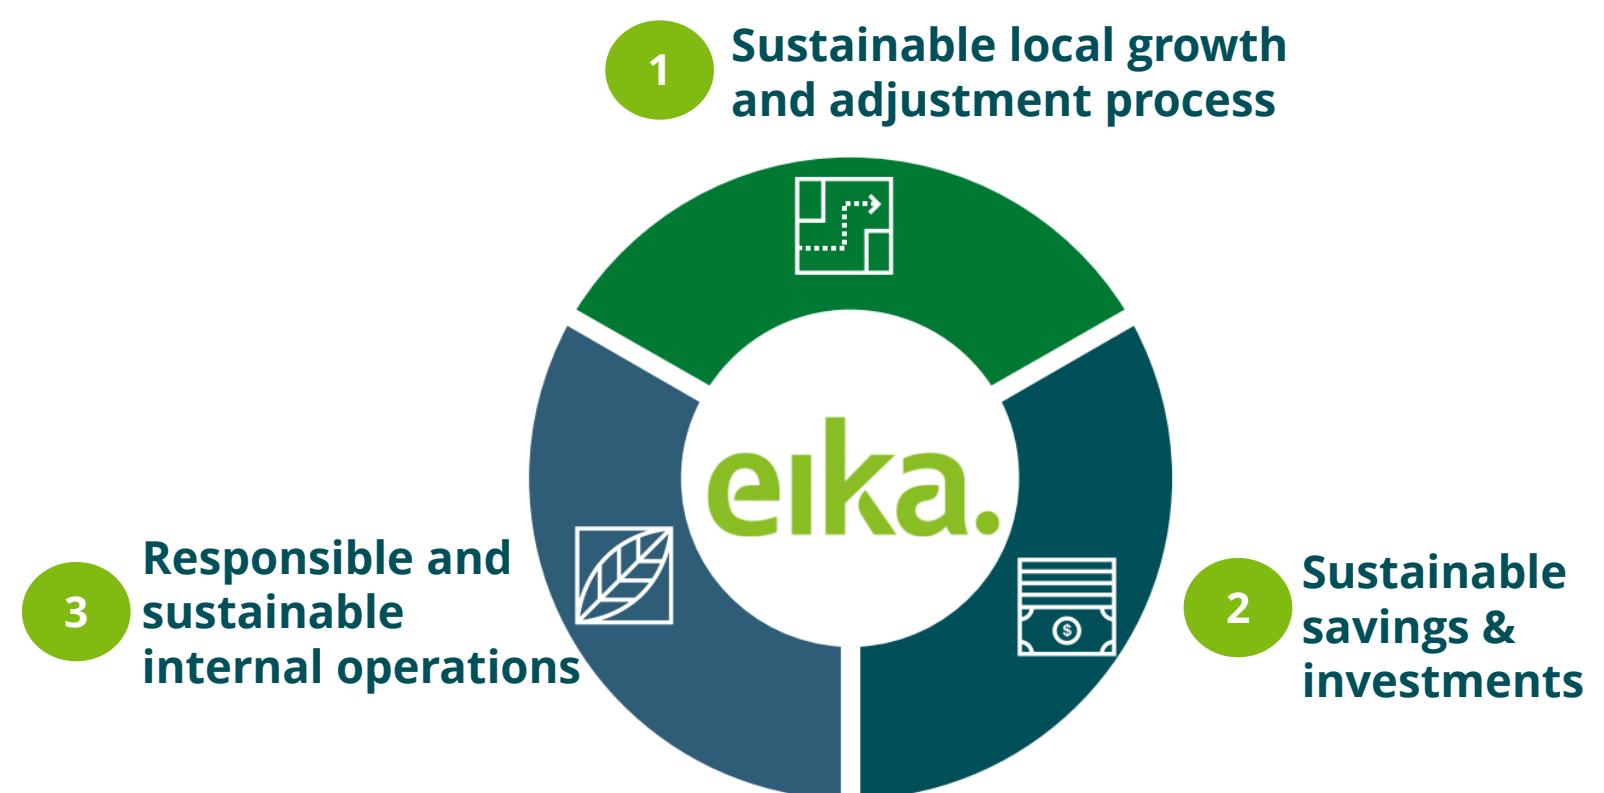 1
Sustainable local growth
and adjustment process
eika.
$
2
Sustainable
savings &
investments
3
Responsible and
sustainable
internal operations